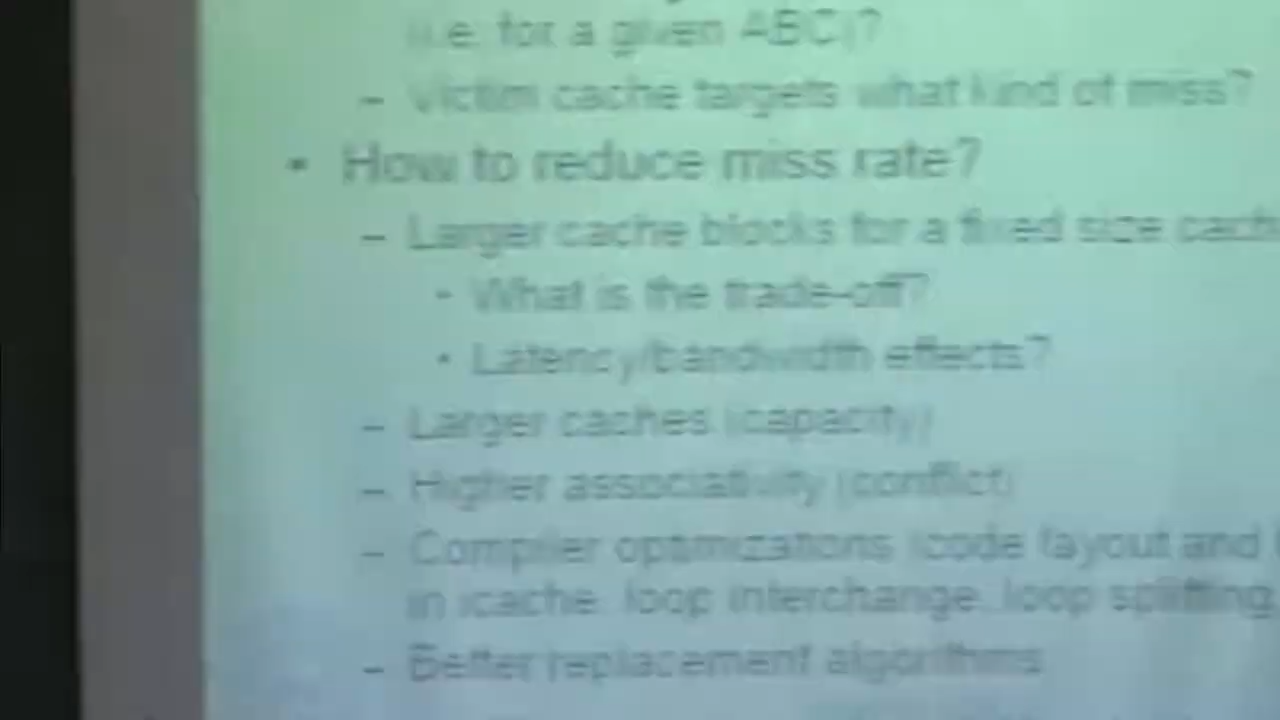 (i.e. for a given ABC)?
– Victim cache targets what kind of miss?
• How to reduce miss rate?
– Larger cache blocks for a fixed size
• What is the trade-off?
• Latency/bandwidth effects?
– Larger caches (capacity)
– Higher associativity (conflict)
– Compiler optimizations (code layout and
in icache, loop interchange, loop splitting,
– Better replacement algorithms